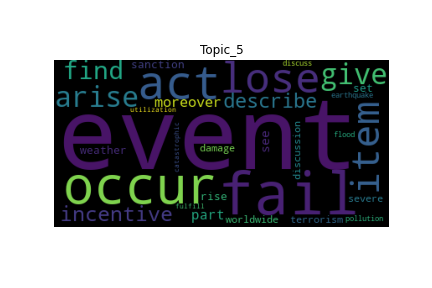 Topic_5
find sanction discuss
act lose give
arise moreover describe set earthquake
utilization
event item
weather catastrophic damage see discussion flood
occur fail
rise severe
fulfill
incentive part worldwide terrorism pollution